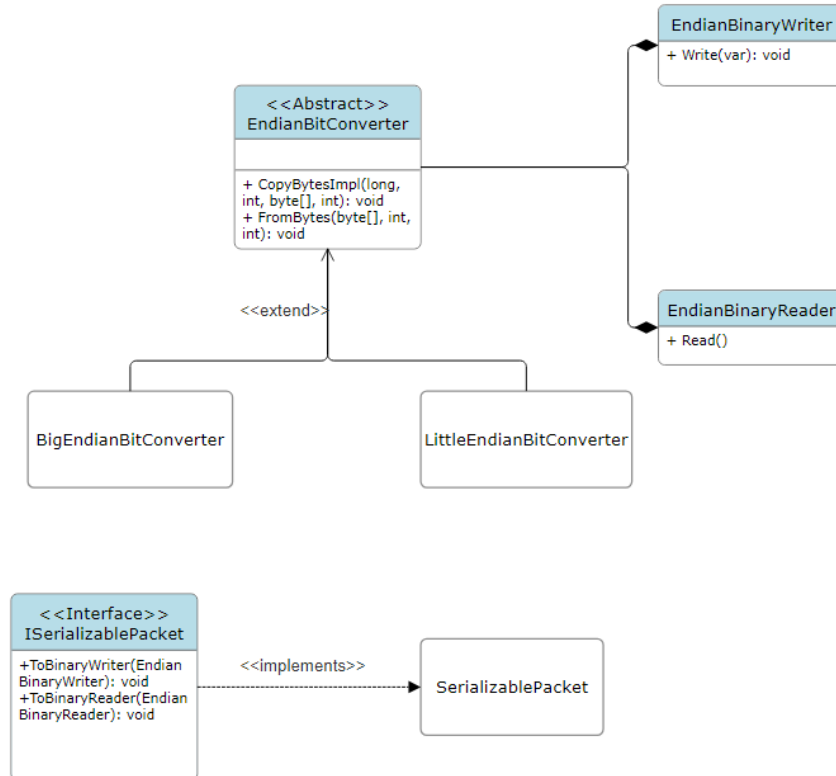 EndianBinaryWriter
+ Write(var): void
<<Abstract>>
EndianBitConverter
+ CopyBytesImpl(long,
int, byte[], int): void
+ FromBytes(byte[], int,
int): void
<<extend>>
EndianBinaryReader
+ Read()
BigEndianBitConverter
LittleEndianBitConverter
<<Interface>>
ISerializablePacket
+ToBinaryWriter(Endian
BinaryWriter): void
+ToBinaryReader(Endian
BinaryReader): void
<<implements>>
SerializablePacket